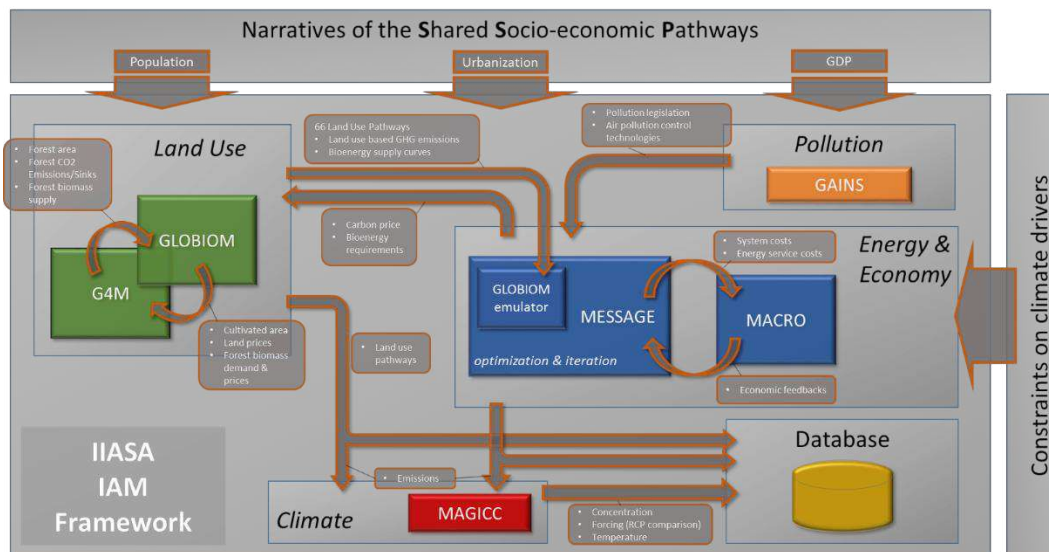 Narratives of the Shared Socio-economic Pathways
Population
Urbanization
GDP
Land Use
• Forest area
• Forest CO2
Emissions/Sinks
• Forest biomass
supply
GLOBIOM
G4M
• Cultivated area
• Land prices
• Forest biomass
demand &
prices
66 Land Use Pathways
• Land use based GHG emissions
• Bioenergy supply curves
• Carbon price
• Bioenergy
requirements
• Pollution legislation
• Air pollution control
technologies
Pollution
GAINS
Energy &
Economy
• System costs
• Energy service costs
GLOBIOM
emulator
MESSAGE
optimization & iteration
MACRO
• Economic feedbacks
• Land use
pathways
• Emissions
Climate
MAGICC
• Concentration
• Forcing (RCP comparison)
• Temperature
Database
IIASA
IAM
Framework
Constraints on climate drivers